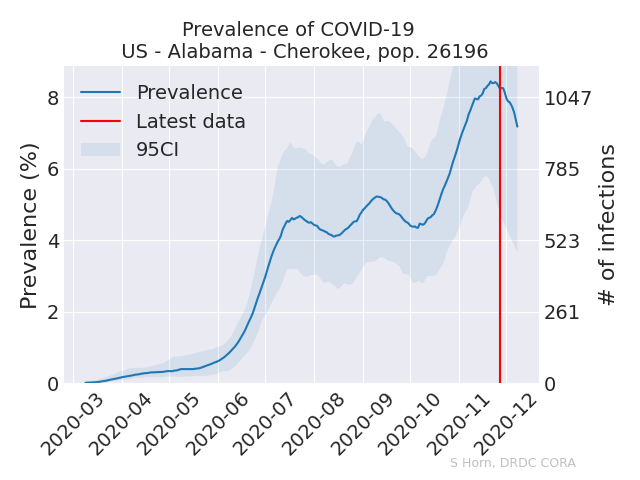 Prevalence of COVID-19
US - Alabama - Cherokee, pop. 26196
Prevalence
Latest data
95CI
Prevalence (%)
8
6
4
2
0
1047
785
523
261
0
# of infections
2020-03
2020-04
2020-05
2020-06
2020-07
2020-08
2020-09
2020-10
2020-11
2020-12
S Horn, DRDC CORA